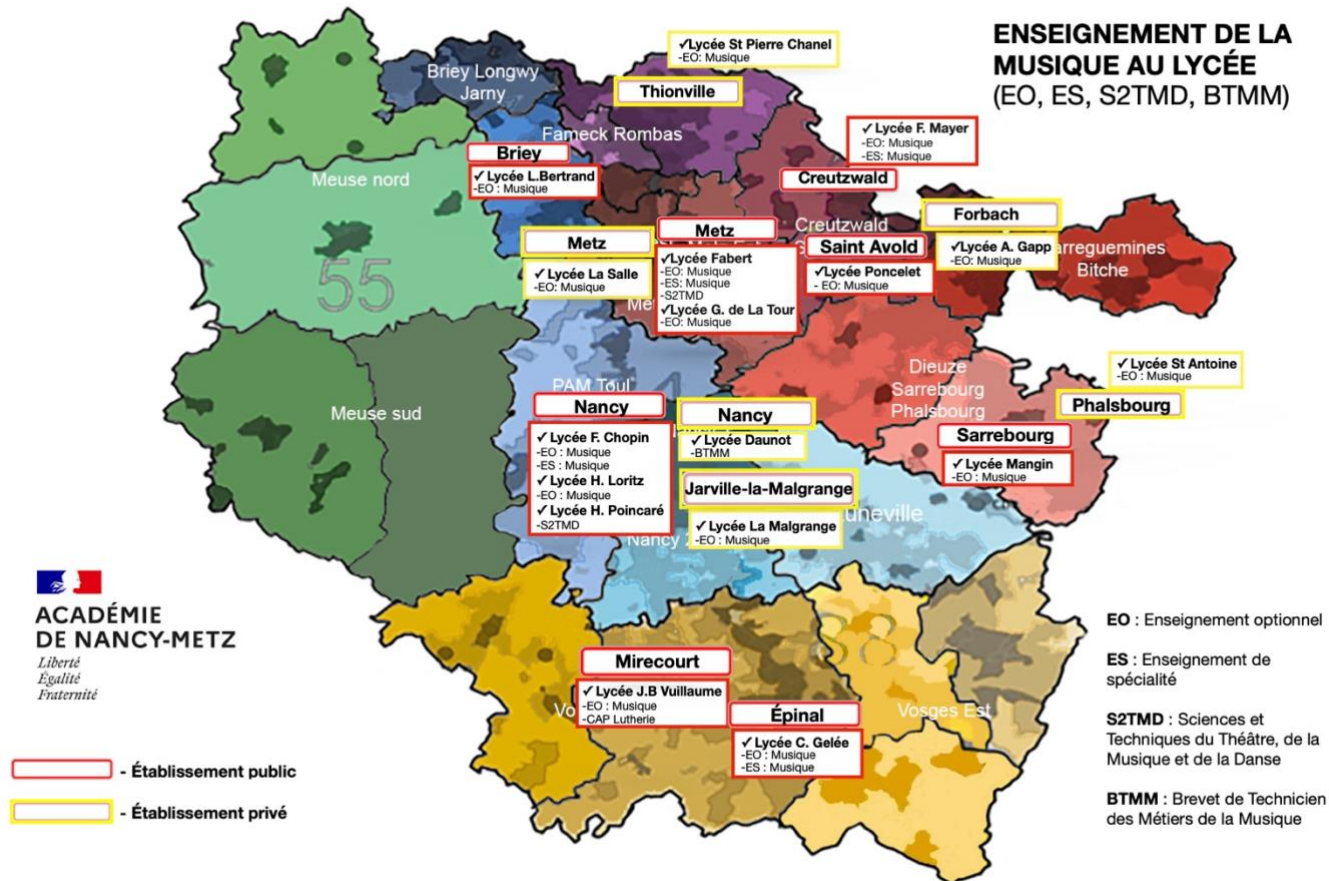 ENSEIGNEMENT DE LA
MUSIQUE AU LYCÉE
(EO, ES, S2TMD, BTMM)
✓Lycée St Pierre Chanel
-EO: Musique
Thionville
Briey Longwy
Jarny
Fameck Rombas
✓ Lycée F. Mayer
-EO: Musique
-ES: Musique
Creutzwald
Briey
✓ Lycée L.Bertrand
-EO : Musique
Meuse nord
55
Metz
✓ Lycée La Salle
-EO: Musique
Metz
✓Lycée Fabert
-EO: Musique
-ES: Musique
-S2TMD
✓Lycée G. de La Tour
-EO: Musique
Creutzwald
Saint Avold
✓Lycée Poncelet
- EO: Musique
Forbach
✓Lycée A. Gapp
-EO: Musique
Bitche
Dieuze
Sarrebourg
Phalsbourg
✓ Lycée St Antoine
-EO : Musique
Phalsbourg
Sarrebourg
✓ Lycée Mangin
-EO: Musique
Meuse sud
PAM Toul
Nancy
✓ Lycée F. Chopin
-EO : Musique
-ES : Musique
✓ Lycée H. Loritz
-EO: Musique
✓ Lycée H. Poincaré
-S2TMD
Nancy
✓ Lycée Daunot
-BTMM
Jarville-la-Malgrange
✓ Lycée La Malgrange
-EO : Musique
Nancy
Mirecourt
✓ Lycée J.B Vuillaume
-EO : Musique
-CAP Lutherie
Épinal
✓ Lycée C. Gelée
-EO : Musique
-ES : Musique
88
Vosges Est
ACADÉMIE
DE NANCY-METZ
Liberté
Égalité
Fraternité
- Établissement public
- Établissement privé
EO : Enseignement optionnel
ES : Enseignement de
spécialité
S2TMD : Sciences et
Techniques du Théâtre, de la
Musique et de la Danse
BTMM : Brevet de Technicien
des Métiers de la Musique